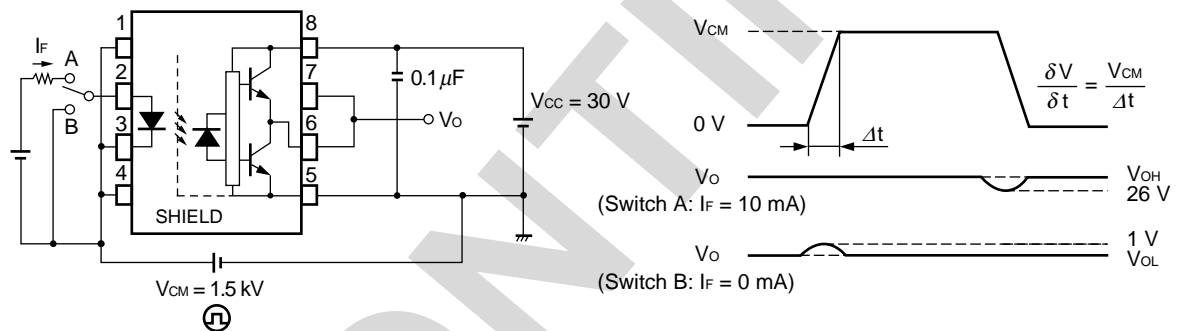 1
8
IF
A
2
7
0.1 μF
B
VCC = 30 V
VO
3
6
4
5
SHIELD
VCM = 1.5 kV
VCM
δV/δt = VCM/Δt
0 V
Δt
VO
VOH
(Switch A: IF = 10 mA)
26 V
1 V
VO
VOL
(Switch B: IF = 0 mA)